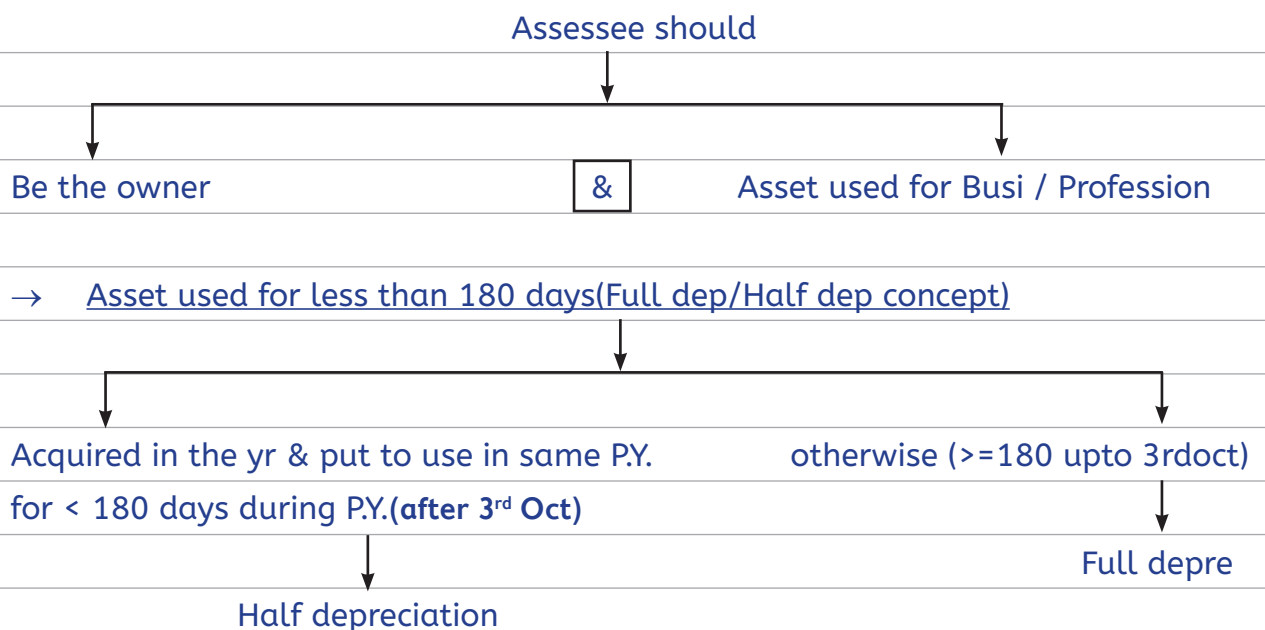 Assessee should
Be the owner & Asset used for Busi / Profession
→ Asset used for less than 180 days(Full dep/Half dep concept)
Acquired in the yr & put to use in same P.Y. otherwise (>=180 upto 3rdoct)
for < 180 days during P.Y.(after 3rd Oct)
Full depre
Half depreciation